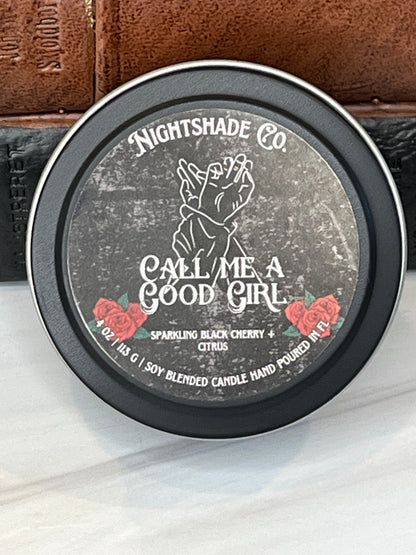 NIGHTSHADE CO.
CALL ME A
GOOD GIRL
SPARKLING BLACK CHERRY +
CITRUS
4 OZ | 113 G | SOY BLENDED CANDLE HAND POURED IN FL